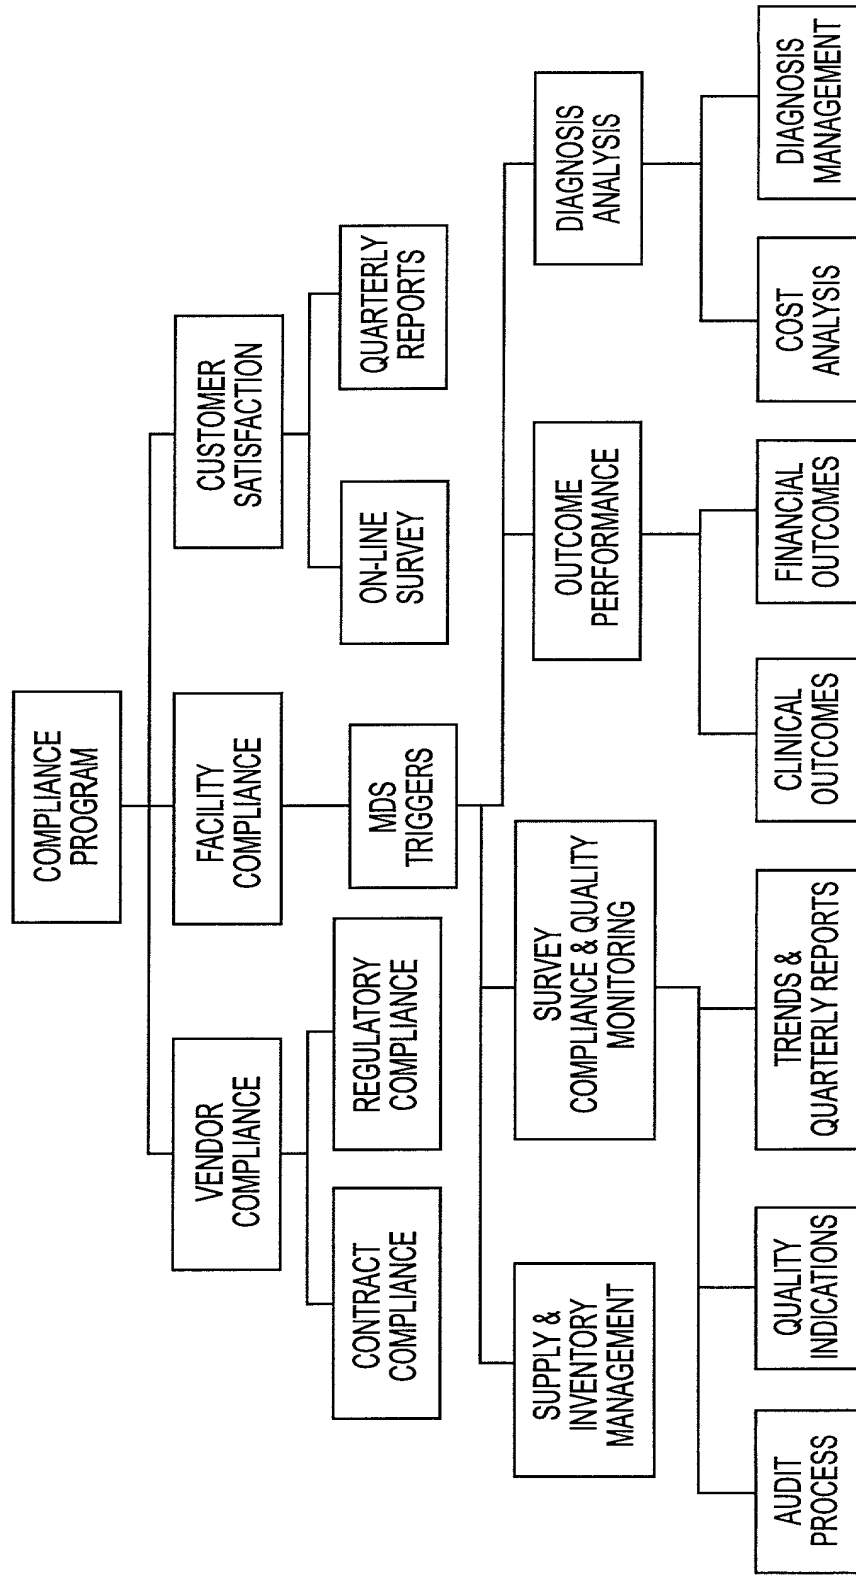 COMPLIANCE
PROGRAM
VENDOR
COMPLIANCE
FACILITY
COMPLIANCE
CUSTOMER
SATISFACTION
CONTRACT
COMPLIANCE
REGULATORY
COMPLIANCE
MDS
TRIGGERS
ON-LINE
SURVEY
QUARTERLY
REPORTS
SUPPLY &
INVENTORY
MANAGEMENT
SURVEY
COMPLIANCE & QUALITY
MONITORING
OUTCOME
PERFORMANCE
DIAGNOSIS
ANALYSIS
AUDIT
PROCESS
QUALITY
INDICATIONS
TRENDS &
QUARTERLY REPORTS
CLINICAL
OUTCOMES
FINANCIAL
OUTCOMES
COST
ANALYSIS
DIAGNOSIS
MANAGEMENT